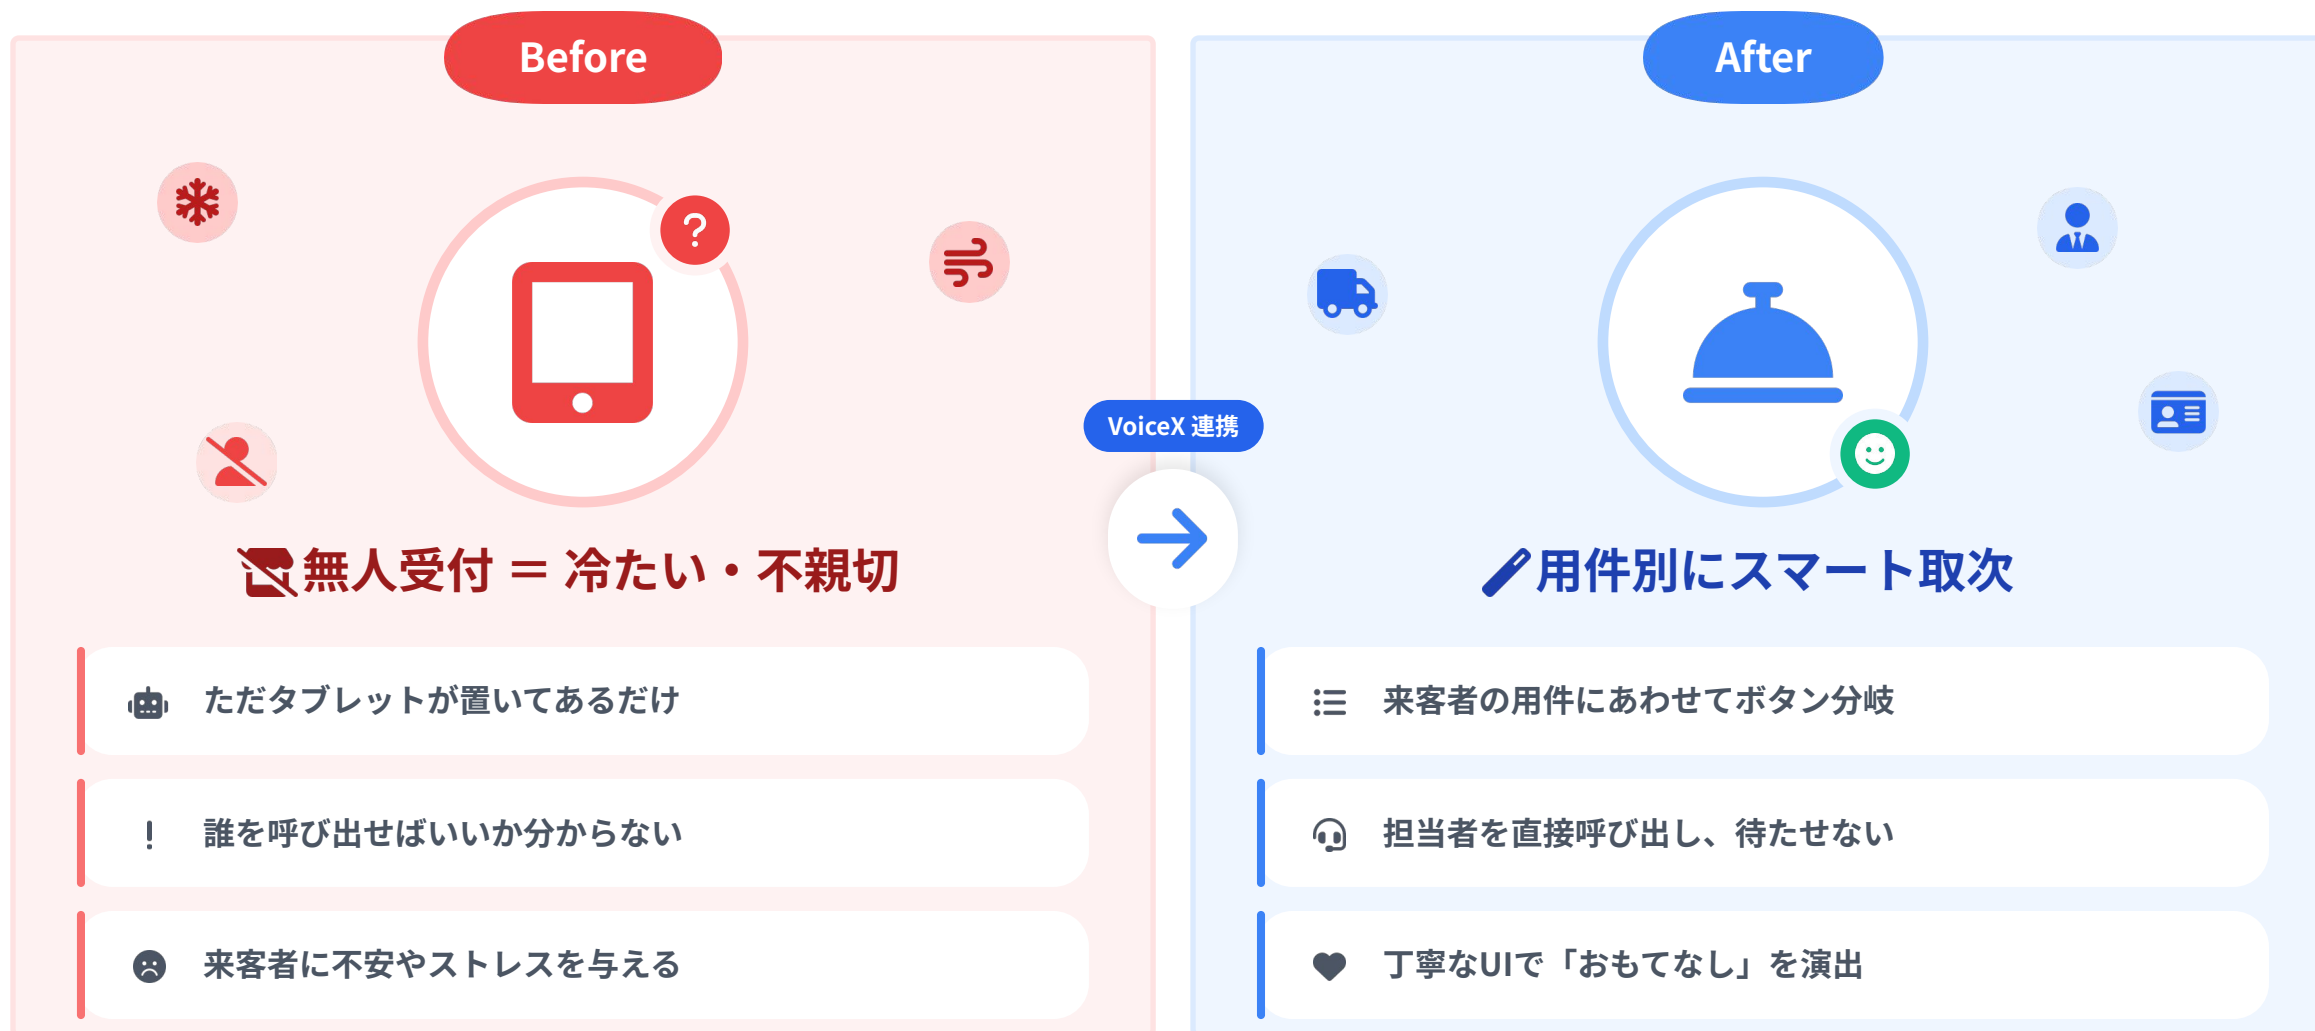 Before
無人受付 = 冷たい・不親切
ただタブレットが置いてあるだけ
誰を呼び出せばいいか分からない
来客者に不安やストレスを与える
VoiceX 連携
After
用件別にスマート取次
来客者の用件にあわせてボタン分岐
担当者を直接呼び出し、待たせない
丁寧なUIで「おもてなし」を演出